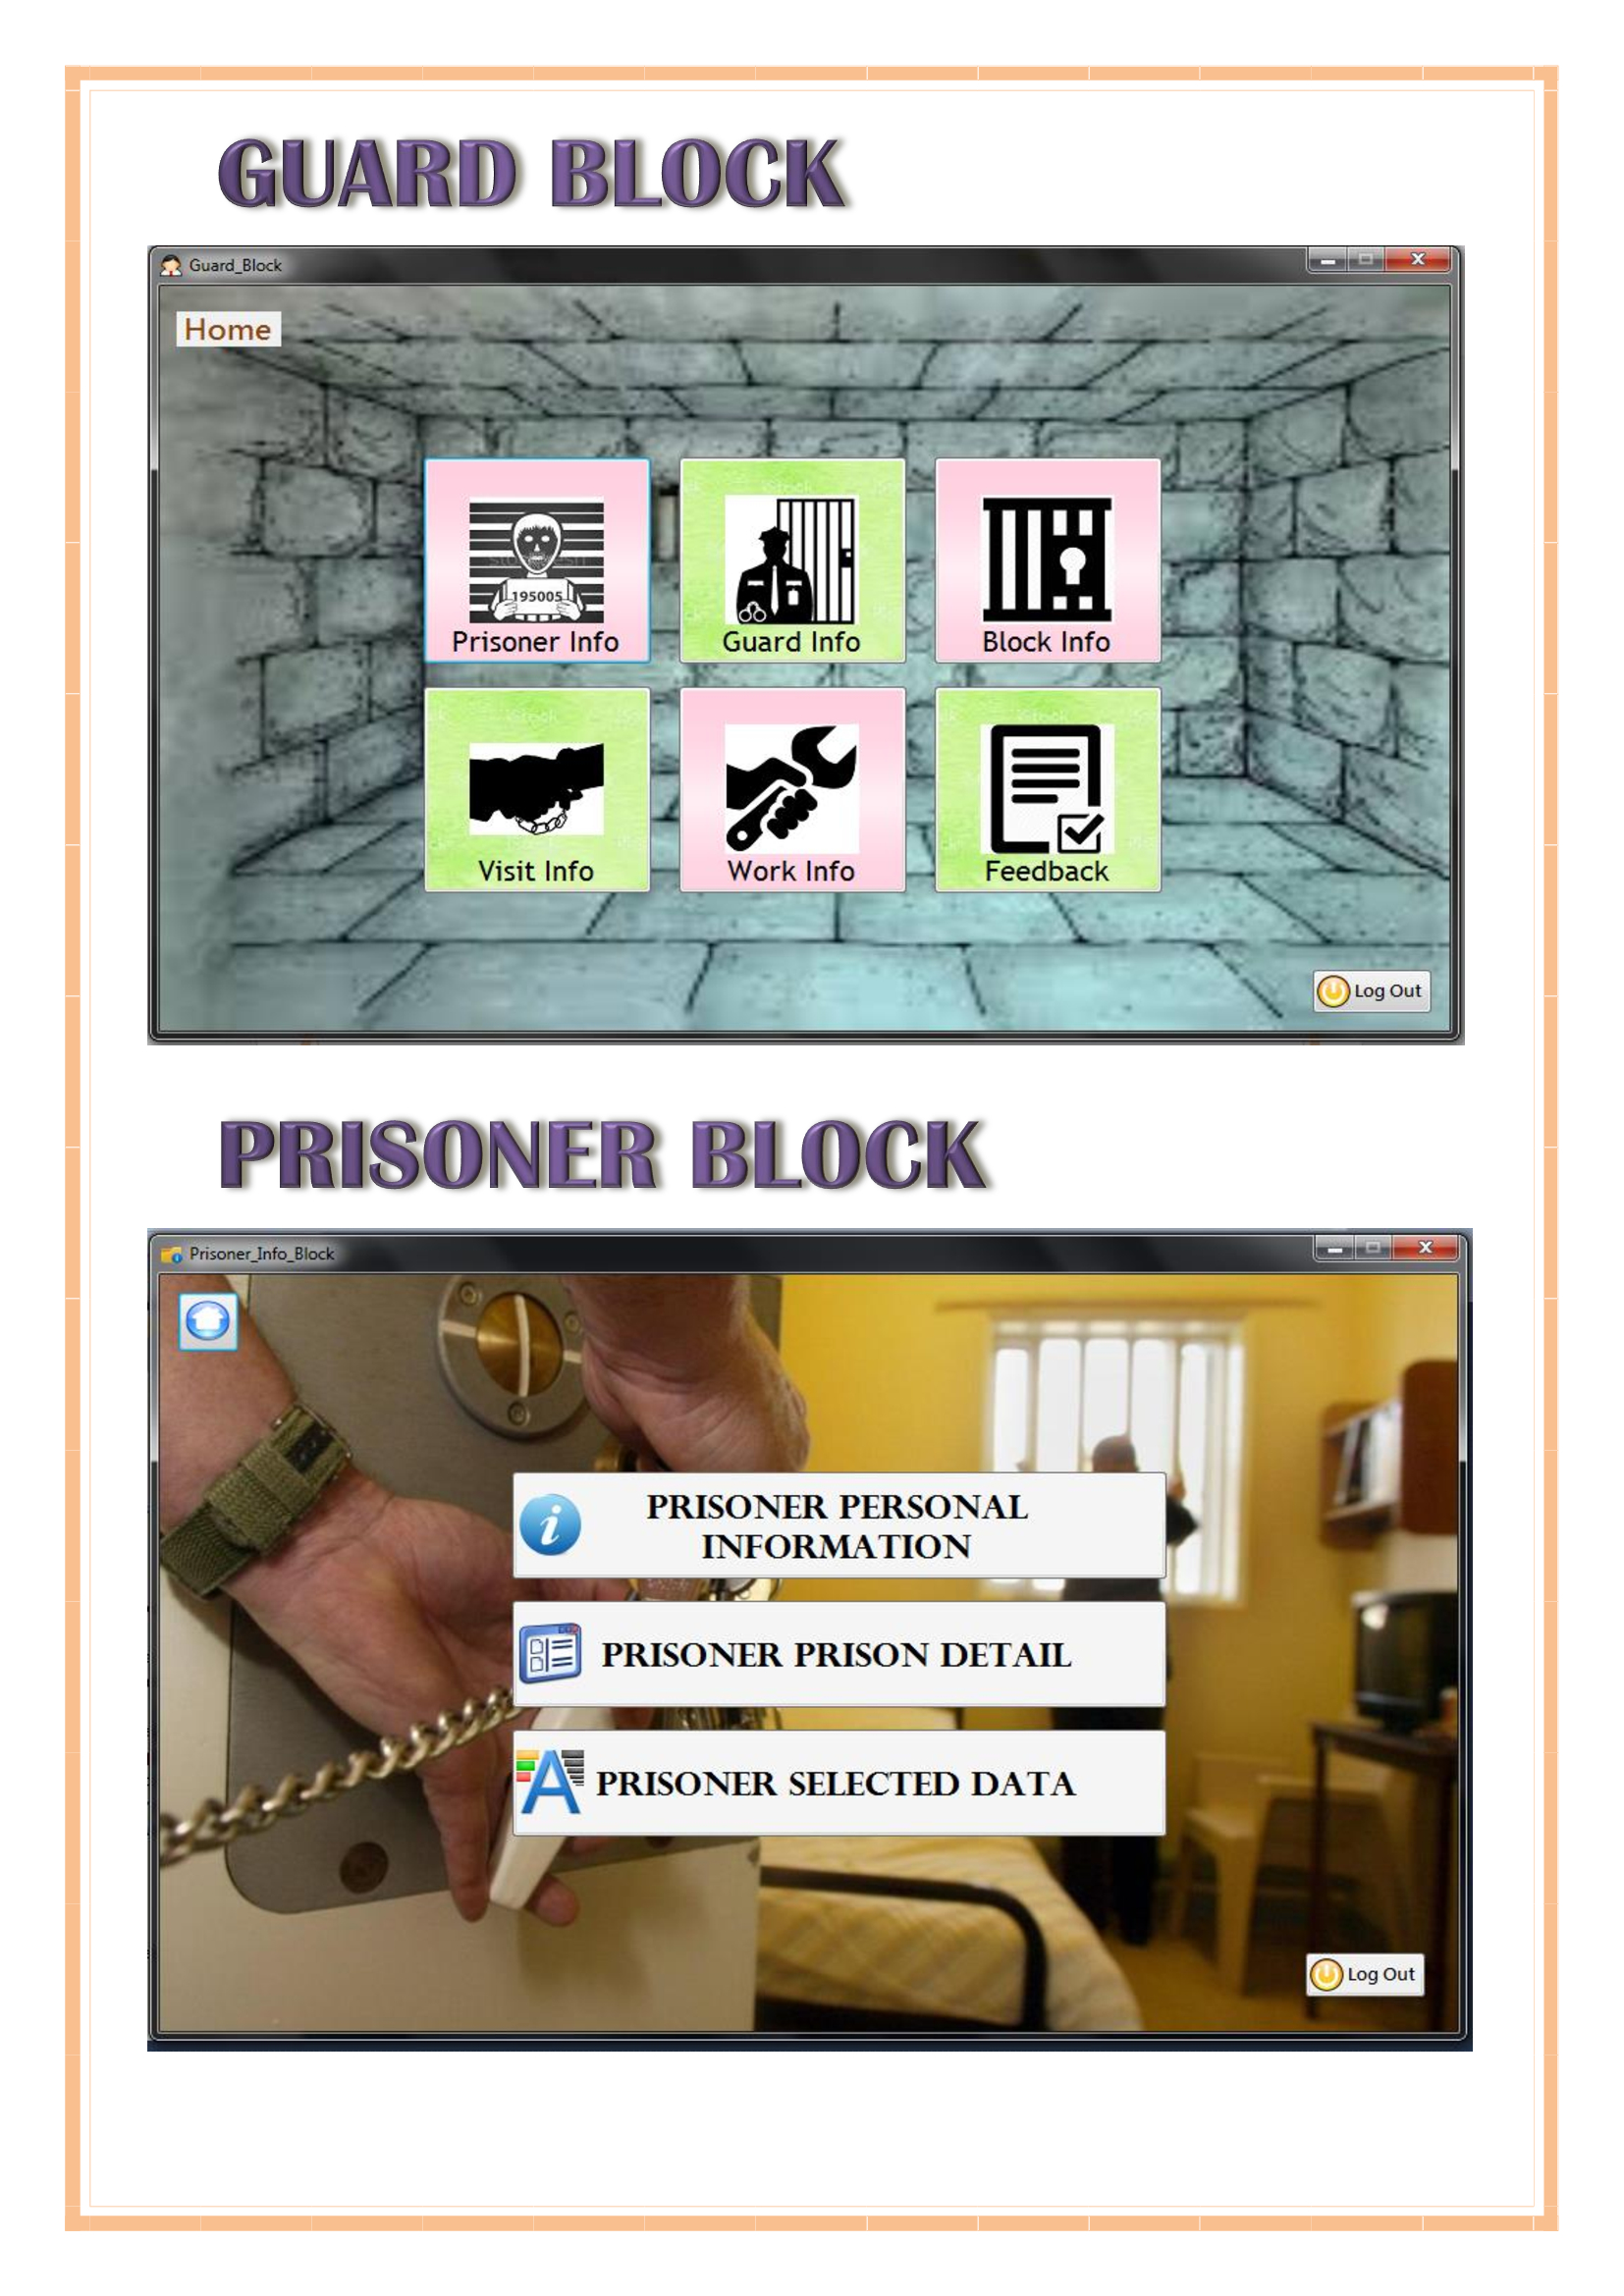 GUARD BLOCK
Guard_Block
Home
195005
Prisoner Info
Guard Info
Block Info
Visit Info
Work Info
Feedback
Log Out
PRISONER BLOCK
Prisoner_Info_Block
PRISONER PERSONAL
INFORMATION
PRISONER PRISON DETAIL
PRISONER SELECTED DATA
Log Out